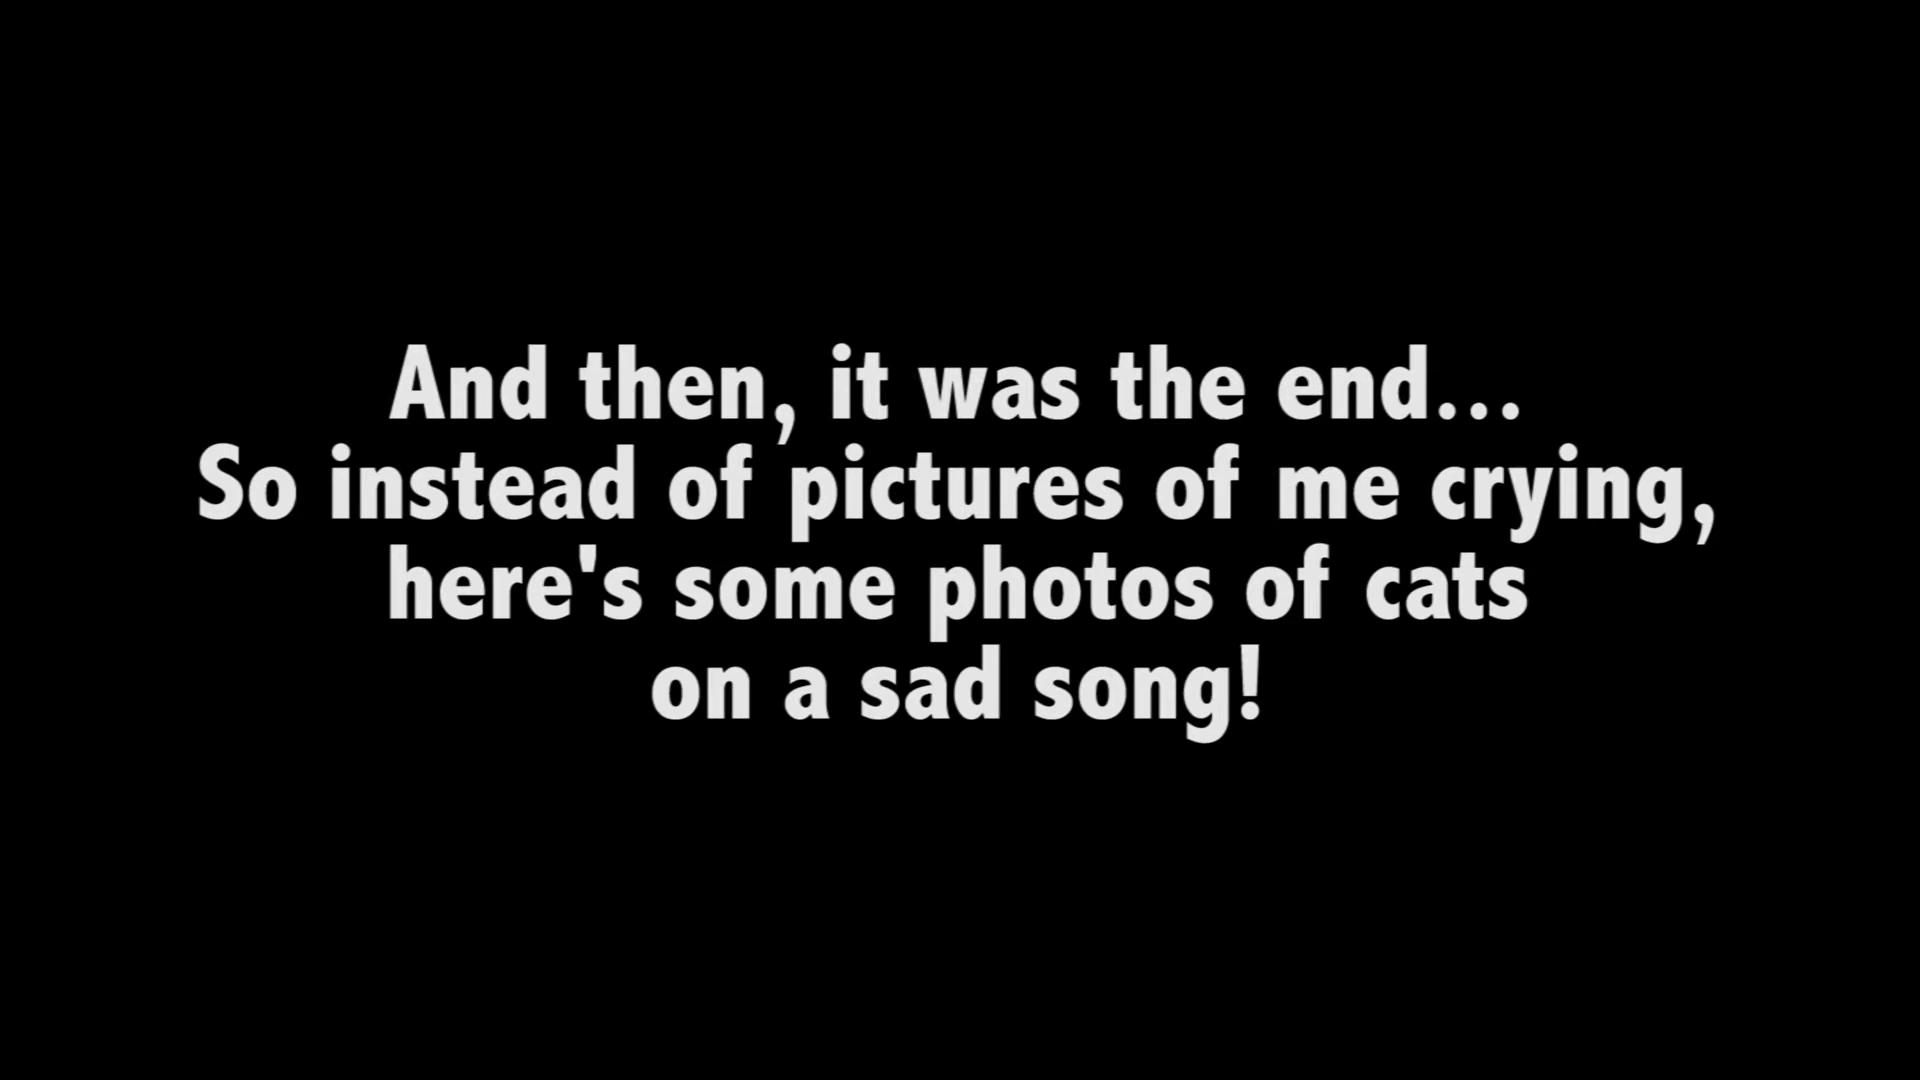 And then, it was the end...
So instead of pictures of me crying,
here's some photos of cats
on a sad song!